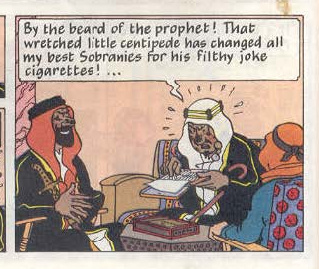 By the beard of the prophet! That
wretched little centipede has changed all
my best Sobranies for his filthy joke
cigarettes! ...